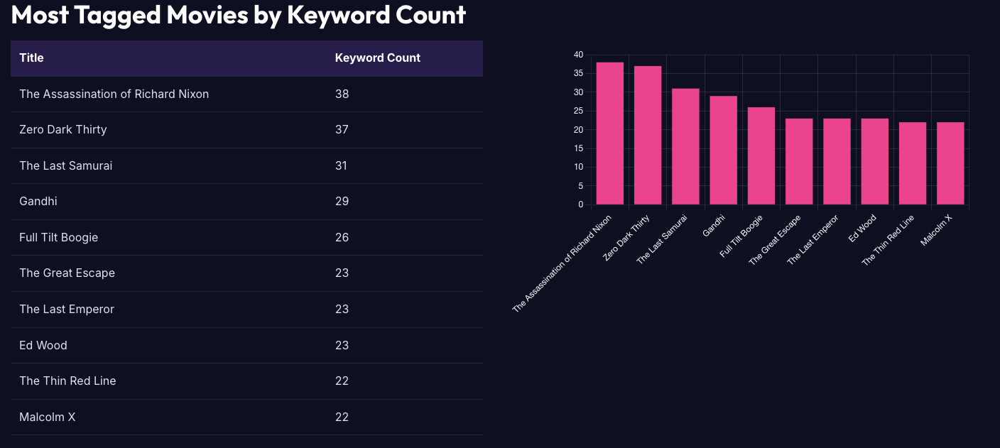 Most Tagged Movies by Keyword Count
Title Keyword Count
The Assassination of Richard Nixon 38
Zero Dark Thirty 37
The Last Samurai 31
Gandhi 29
Full Tilt Boogie 26
The Great Escape 23
The Last Emperor 23
Ed Wood 23
The Thin Red Line 22
Malcolm X 22
40
35
30
25
20
15
10
5
0
The Assassination of Richard Nixon
Zero Dark Thirty
The Last Samurai
Gandhi
Full Tilt Boogie
The Great Escape
The Last Emperor
Ed Wood
The Thin Red Line
Malcolm X